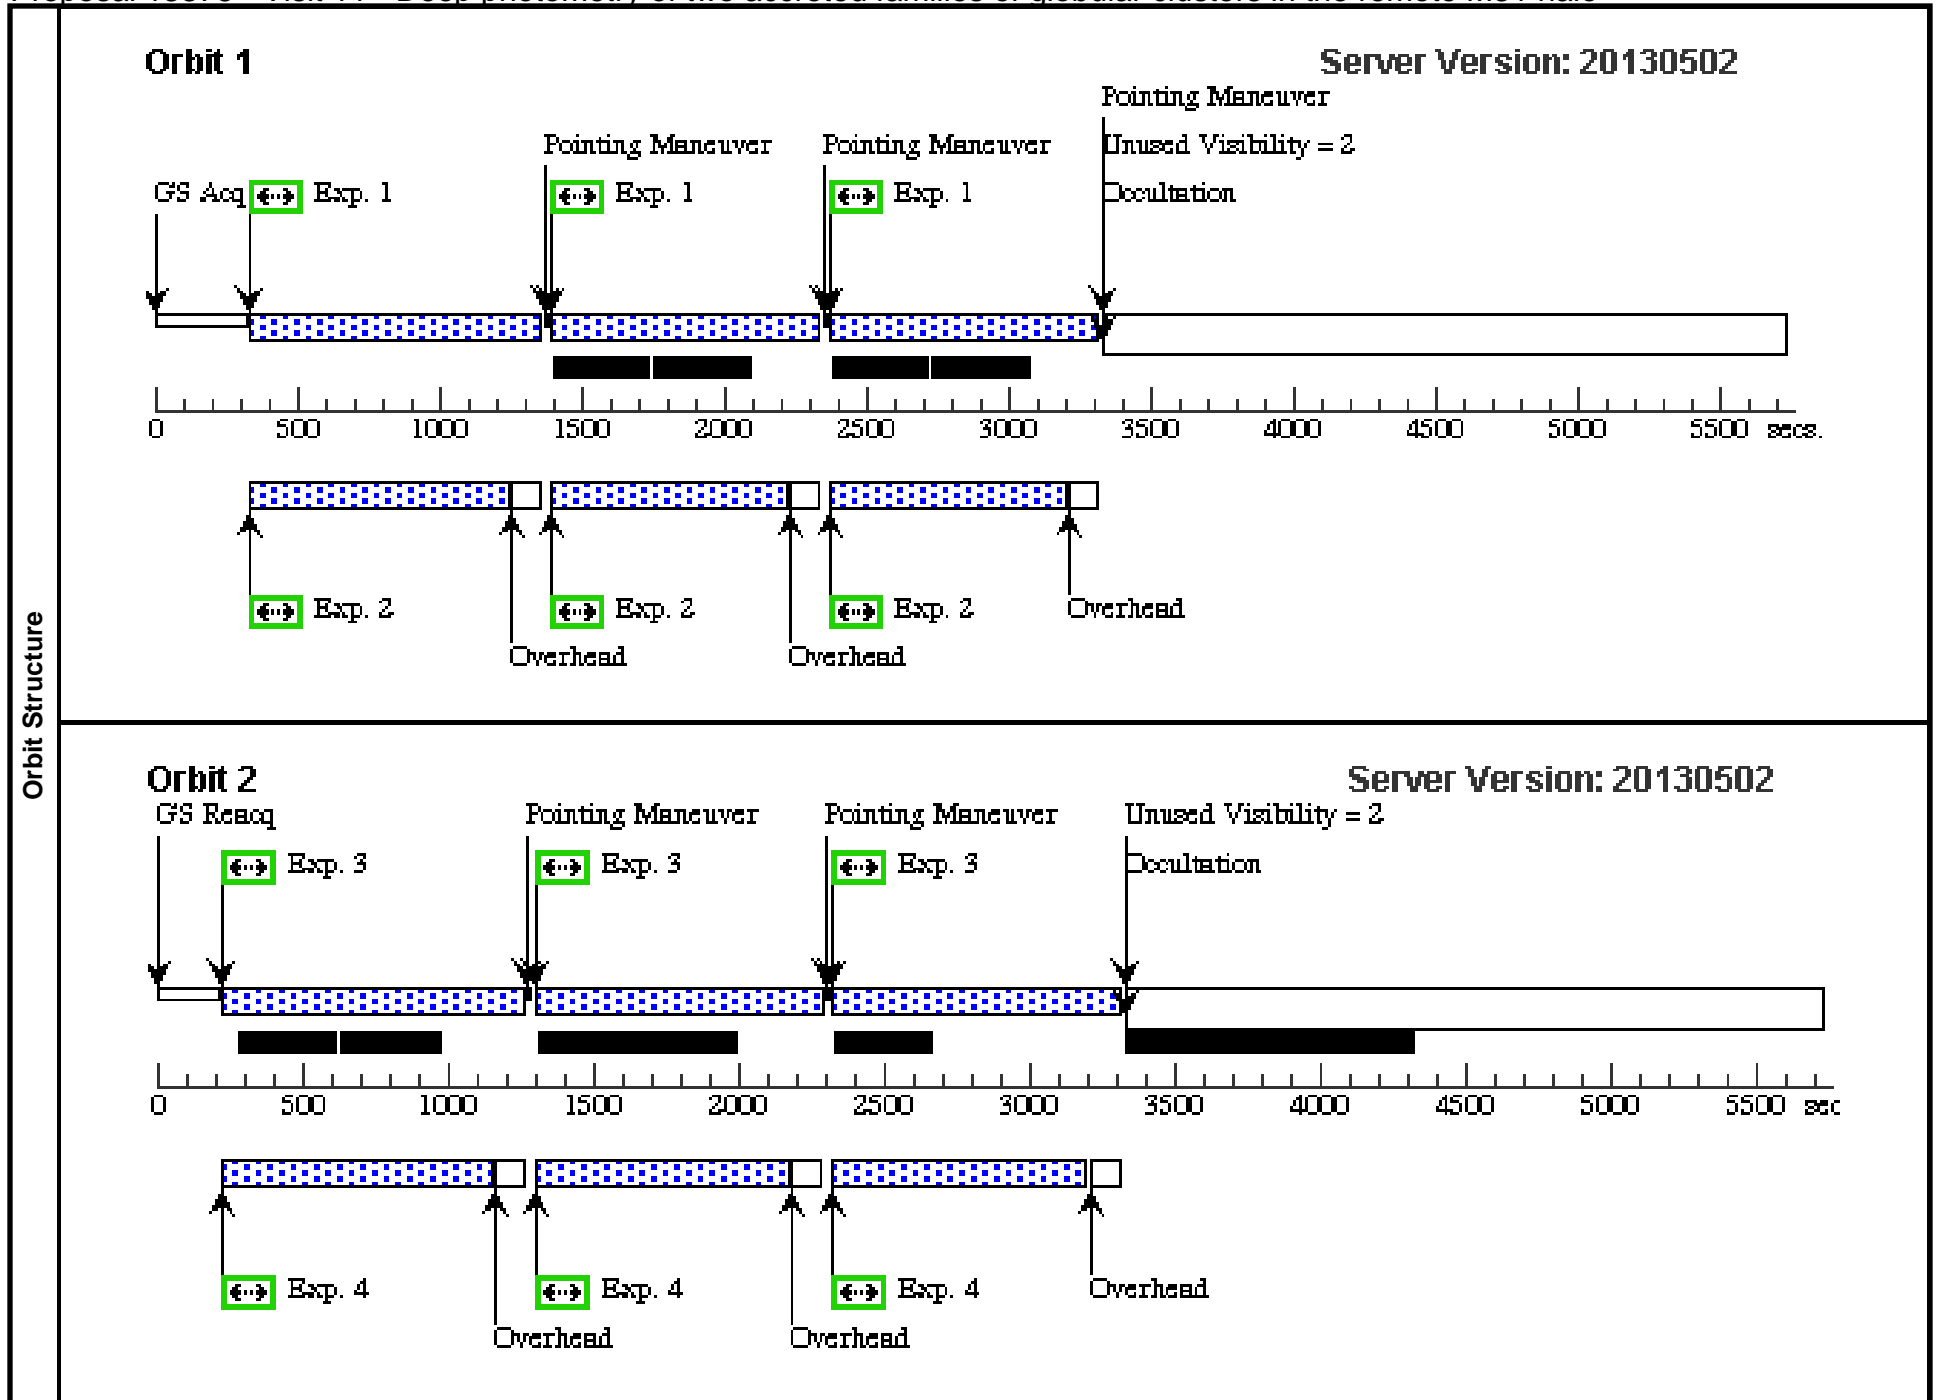 Orbit Structure
Orbit 1
Server Version: 20130502
Pointing Maneuver
Pointing Maneuver Pointing Maneuver Unused Visibility = 2
GS Acq Exp. 1 Exp. 1 Exp. 1 Occultation
0 500 1000 1500 2000 2500 3000 3500 4000 4500 5000 5500 secs.
Exp. 2 Exp. 2 Exp. 2 Overhead
Overhead Overhead
Orbit 2
Server Version: 20130502
GS Reacq Pointing Maneuver Pointing Maneuver Unused Visibility = 2
Exp. 3 Exp. 3 Exp. 3 Occultation
0 500 1000 1500 2000 2500 3000 3500 4000 4500 5000 5500 sec
Exp. 4 Exp. 4 Exp. 4 Overhead
Overhead Overhead